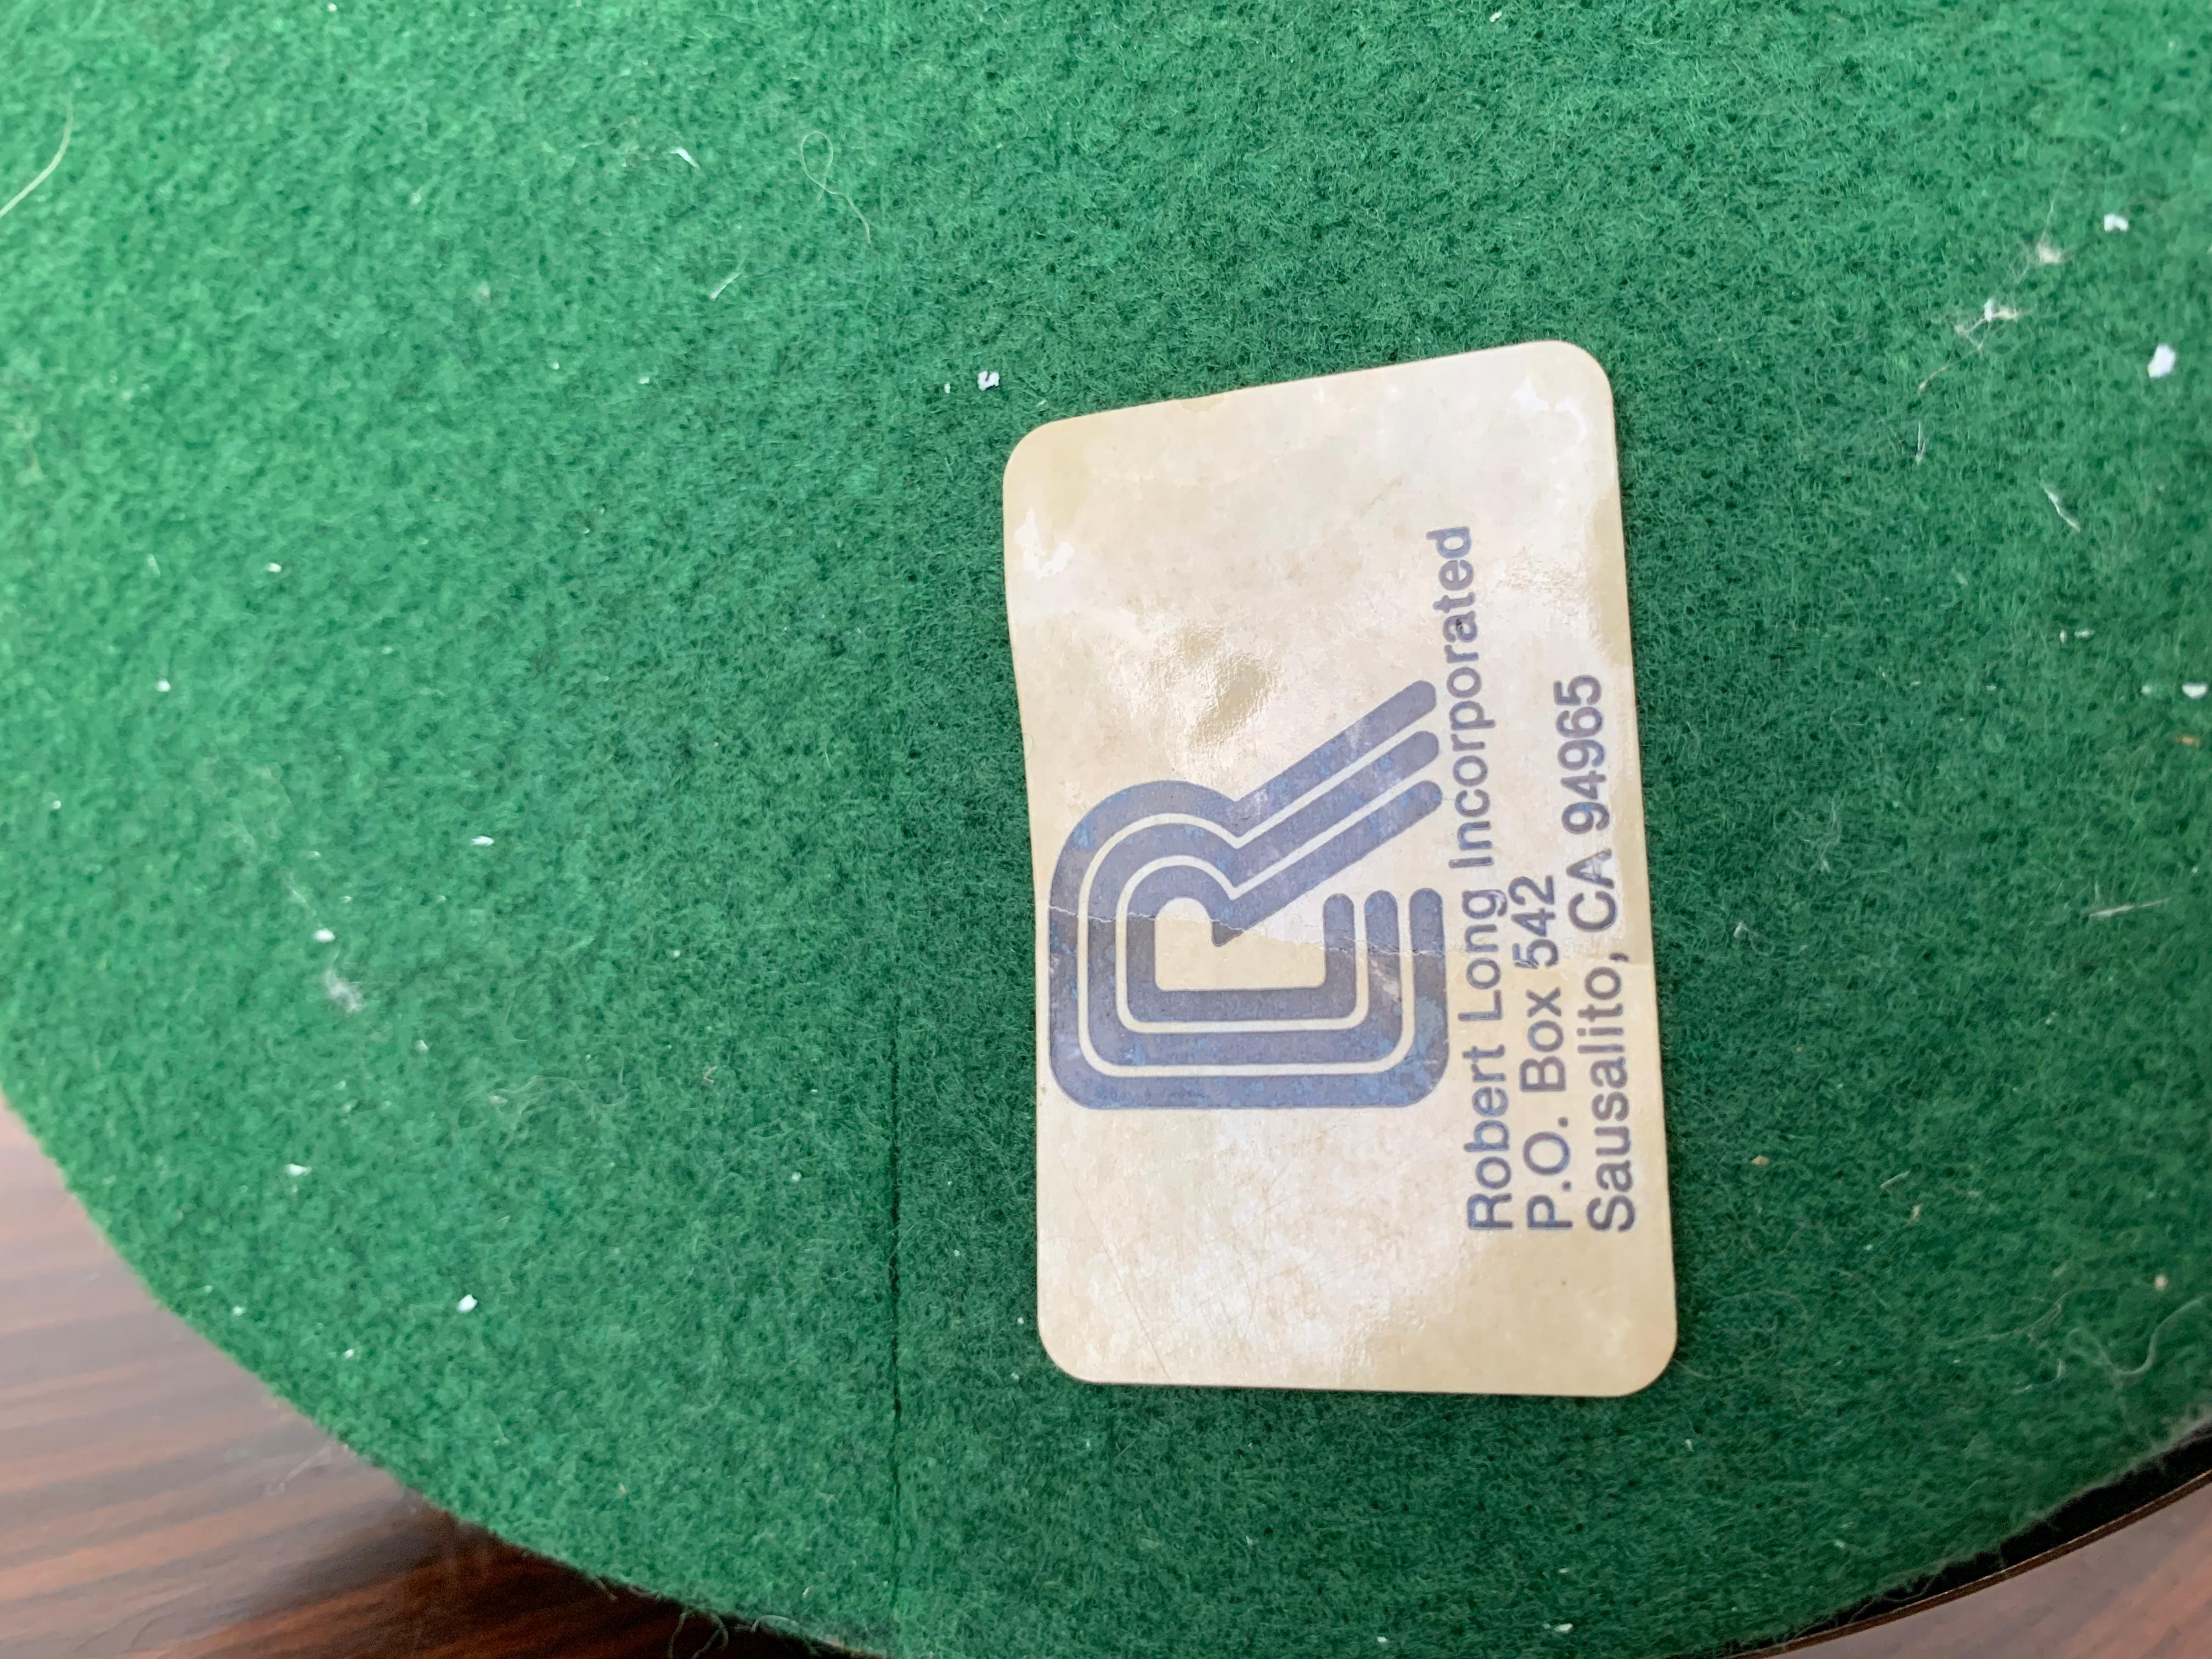 Robert Long Incorporated
P.O. Box 542
Sausalito, CA 94965